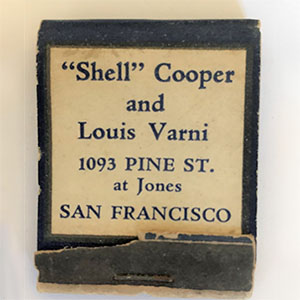 “Shell” Cooper
and
Louis Varni
1093 PINE ST.
at Jones
SAN FRANCISCO